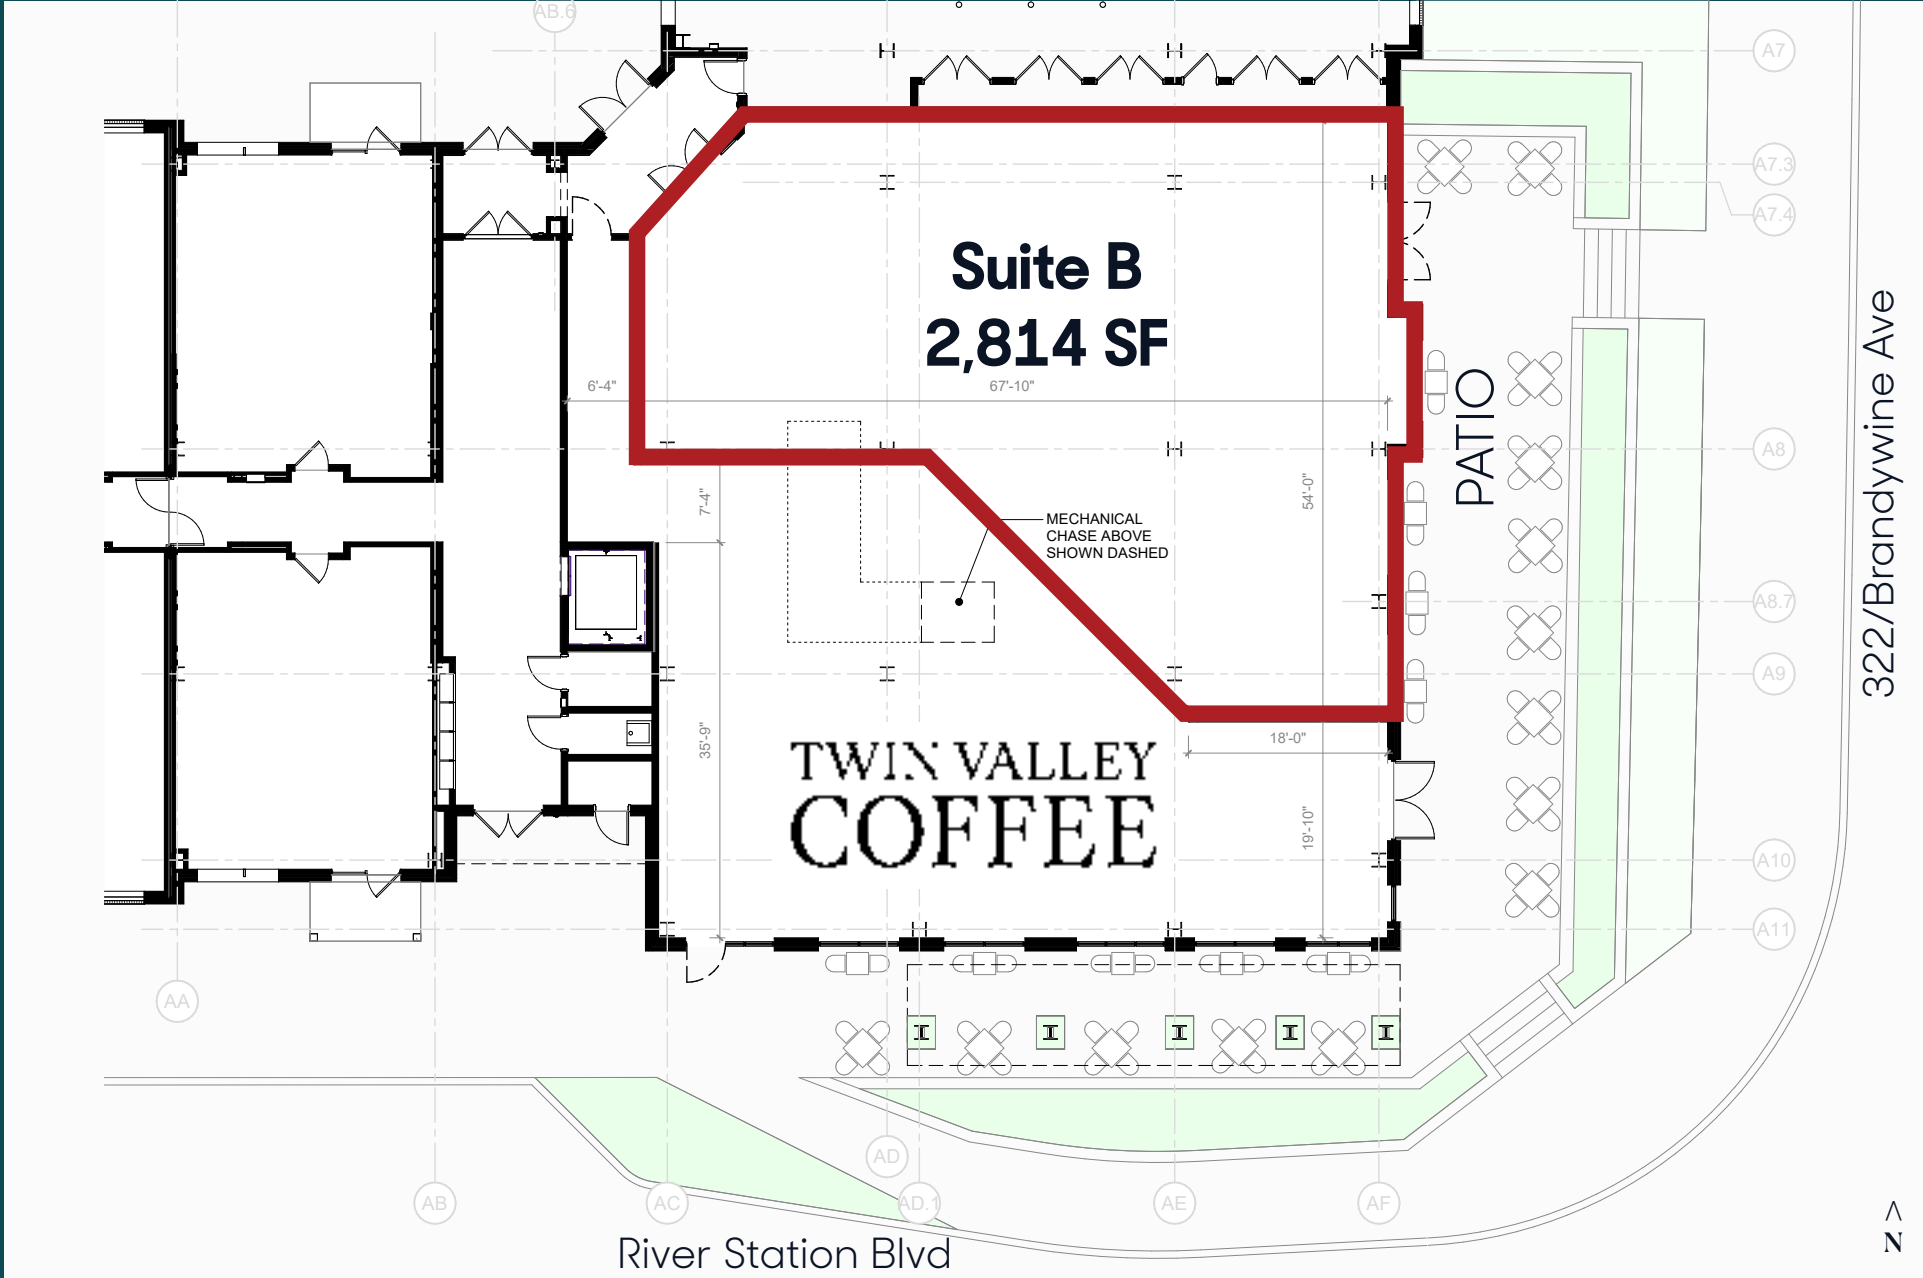 AB.6
A7
A7.3
A7.4
Suite B
2,814 SF
6'-4"
67'-10"
PATIO
322/Brandywine Ave
A8
7'-4"
54'-0"
MECHANICAL
CHASE ABOVE
SHOWN DASHED
A8.7
A9
35'-9"
18'-0"
TWIN VALLEY
COFFEE
19'-10"
A10
A11
AA
AD
AB
AC
AD.1
AE
AF
River Station Blvd
N